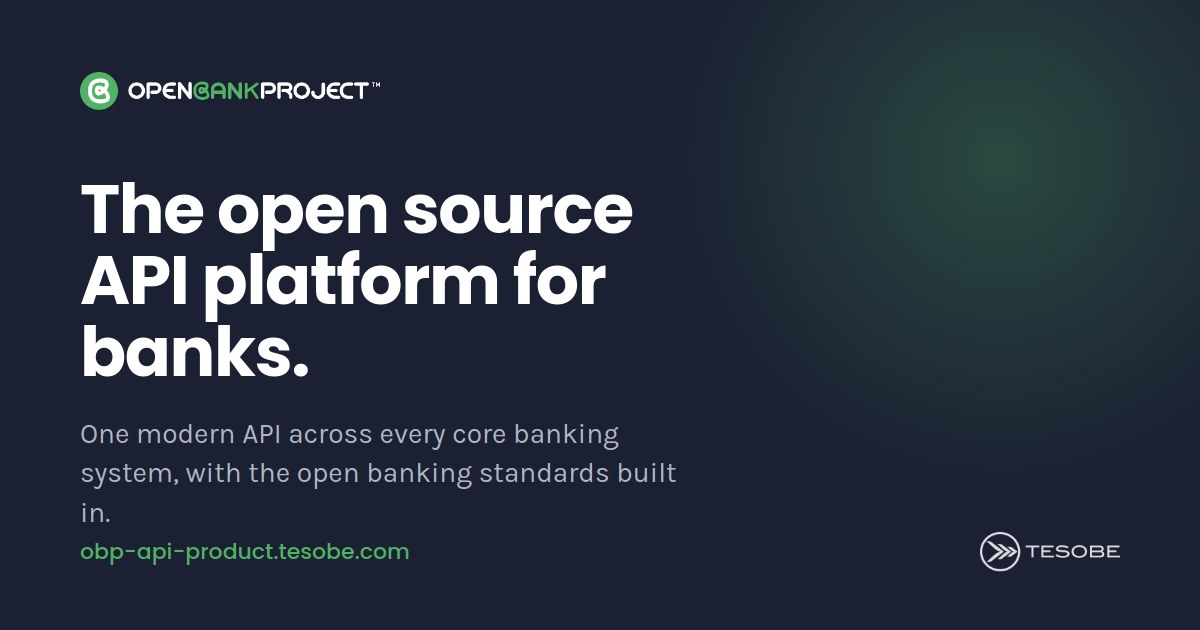 OPENBANKPROJECT™
The open source
API platform for
banks.
One modern API across every core banking
system, with the open banking standards built
in.
obp-api-product.tesobe.com
TESOBE